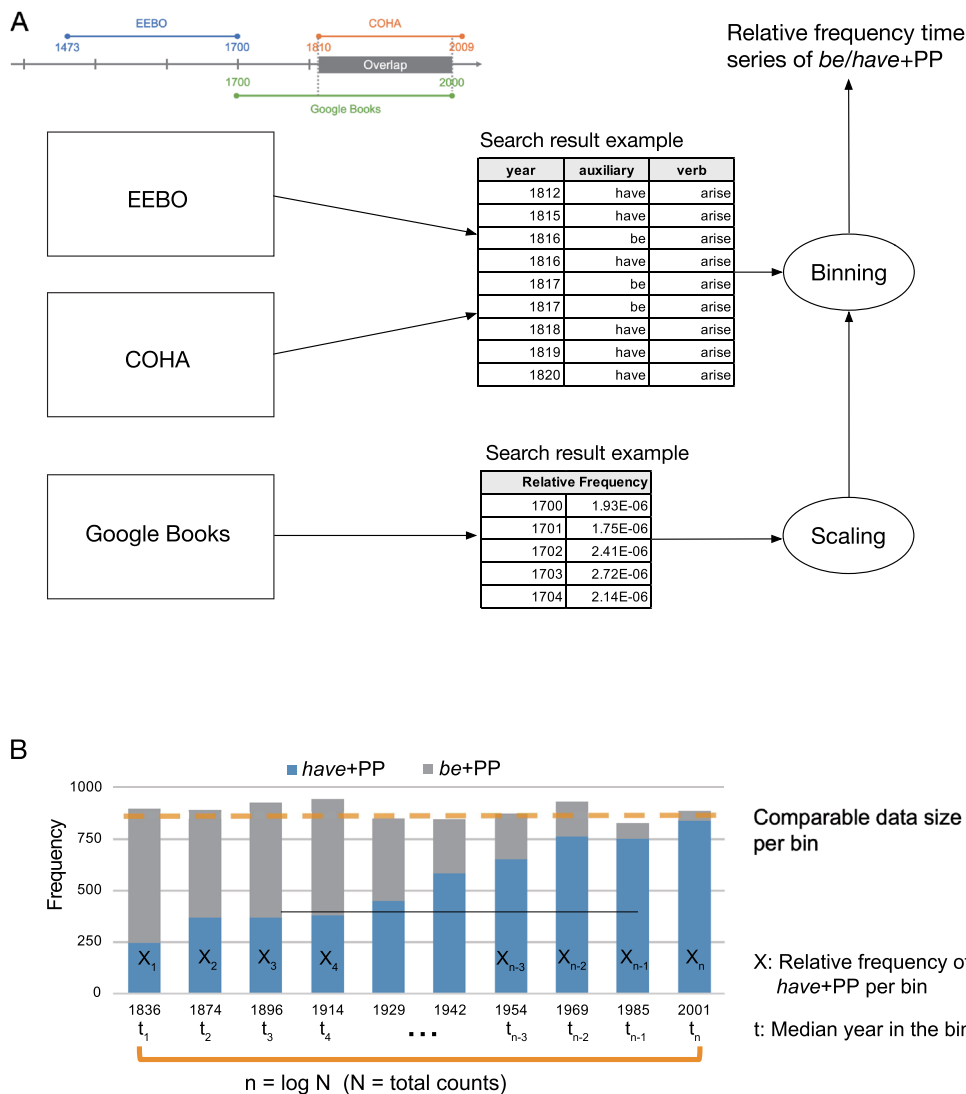 A
EEBO
COHA
1473
1700
1810
2009
Overlap
1700
2000
Google Books
Relative frequency time
series of be/have+PP
Search result example
year auxiliary verb
1812 have arise
1815 have arise
1816 be arise
1816 have arise
1817 be arise
1817 be arise
1818 have arise
1819 have arise
1820 have arise
EEBO
COHA
Binning
Search result example
Relative Frequency
1700 1.93E-06
1701 1.75E-06
1702 2.41E-06
1703 2.72E-06
1704 2.14E-06
Google Books
Scaling
B
have+PP be+PP
Frequency
1000
750
500
250
0
X1 X2 X3 X4 Xn-3 Xn-2 Xn-1 Xn
1836 1874 1896 1914 1929 1942 1954 1969 1985 2001
t1 t2 t3 t4 ... tn-3 tn-2 tn-1 tn
n = log N (N = total counts)
Comparable data size
per bin
X: Relative frequency of
have+PP per bin
t: Median year in the bin